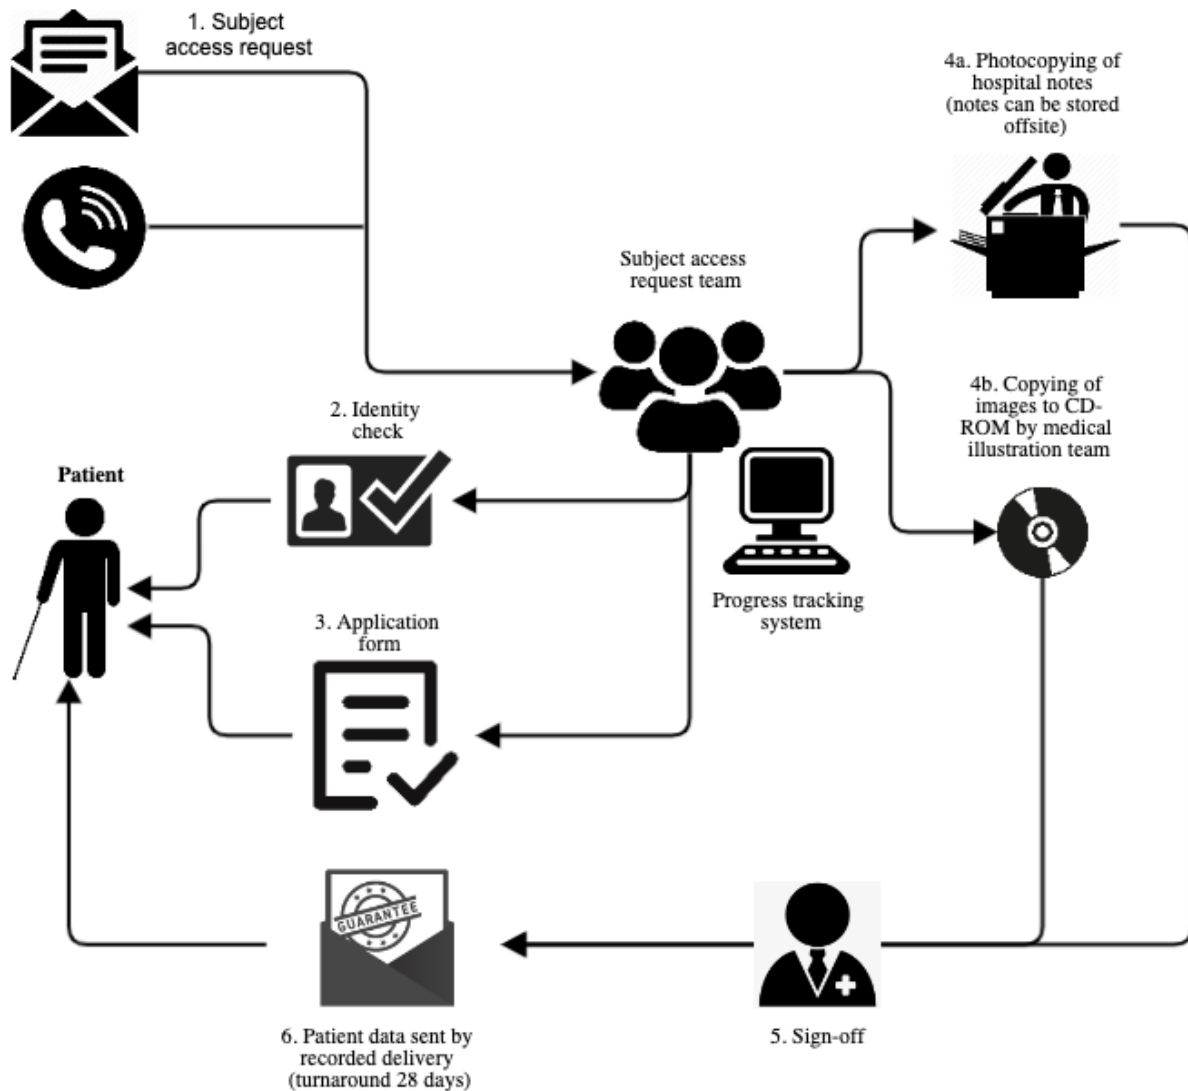 1. Subject
access request
4a. Photocopying of
hospital notes
(notes can be stored
offsite)
Subject access
request team
2. Identity
check
4b. Copying of
images to CD-
ROM by medical
illustration team
Patient
Progress tracking
system
3. Application
form
GUARANTEE
6. Patient data sent by
recorded delivery
(turnaround 28 days)
5. Sign-off